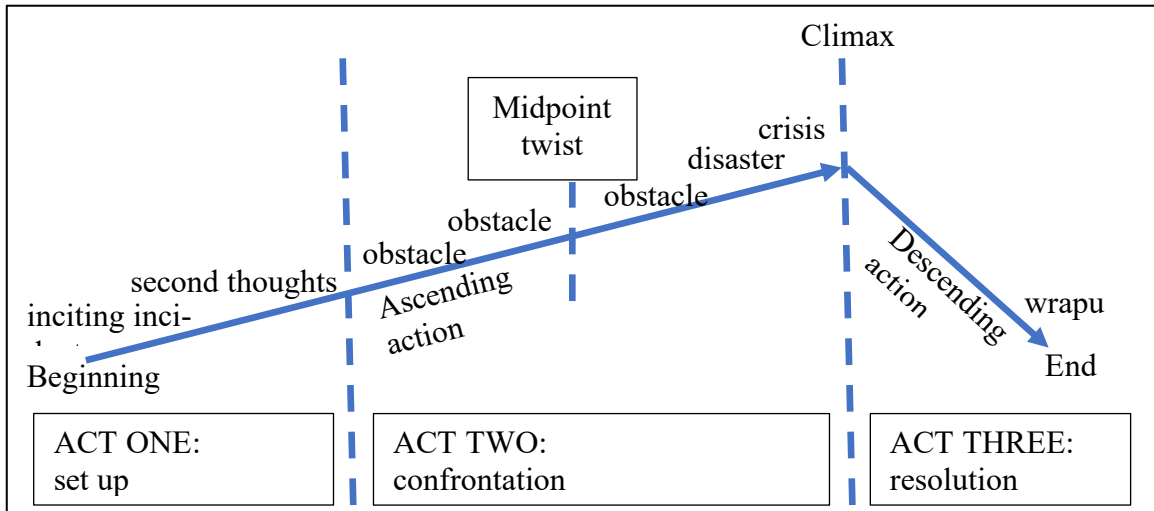 Climax
Midpoint
twist
crisis
disaster
obstacle
obstacle
obstacle
second thoughts
inciting inci-
Beginning
Ascending
action
Descending
action
wrapu
End
ACT ONE:
set up
ACT TWO:
confrontation
ACT THREE:
resolution